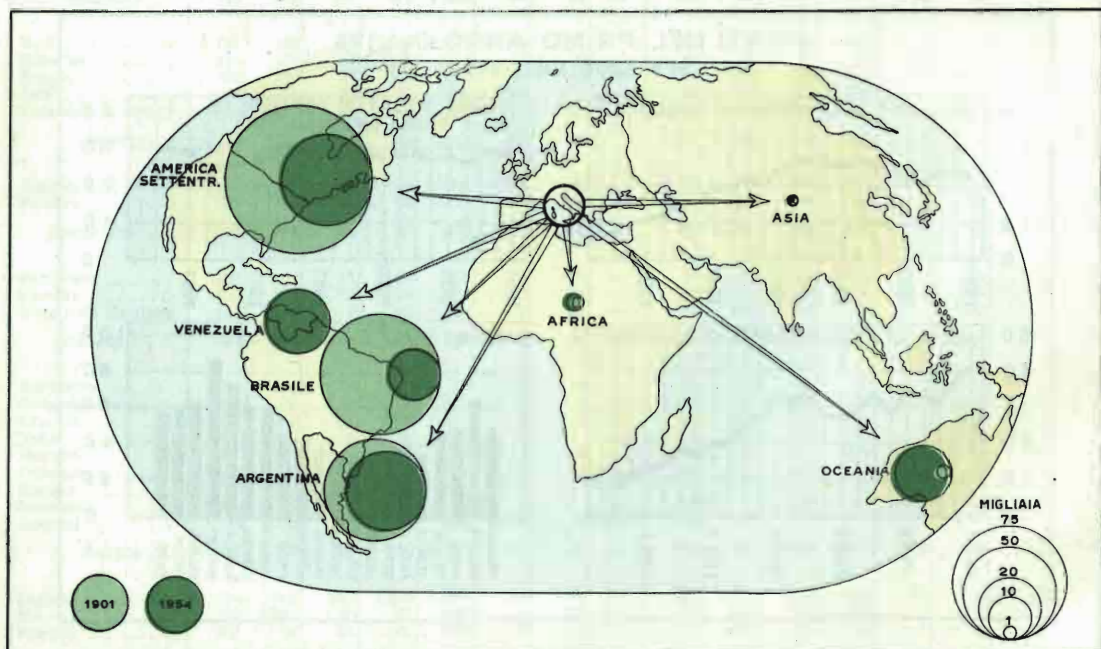 AMERICA
SETTENTR.
ASIA
AFRICA
VENEZUELA
BRASILE
ARGENTINA
OCEANIA
MIGLIAIA
75
50
20
10
1
1901
1954